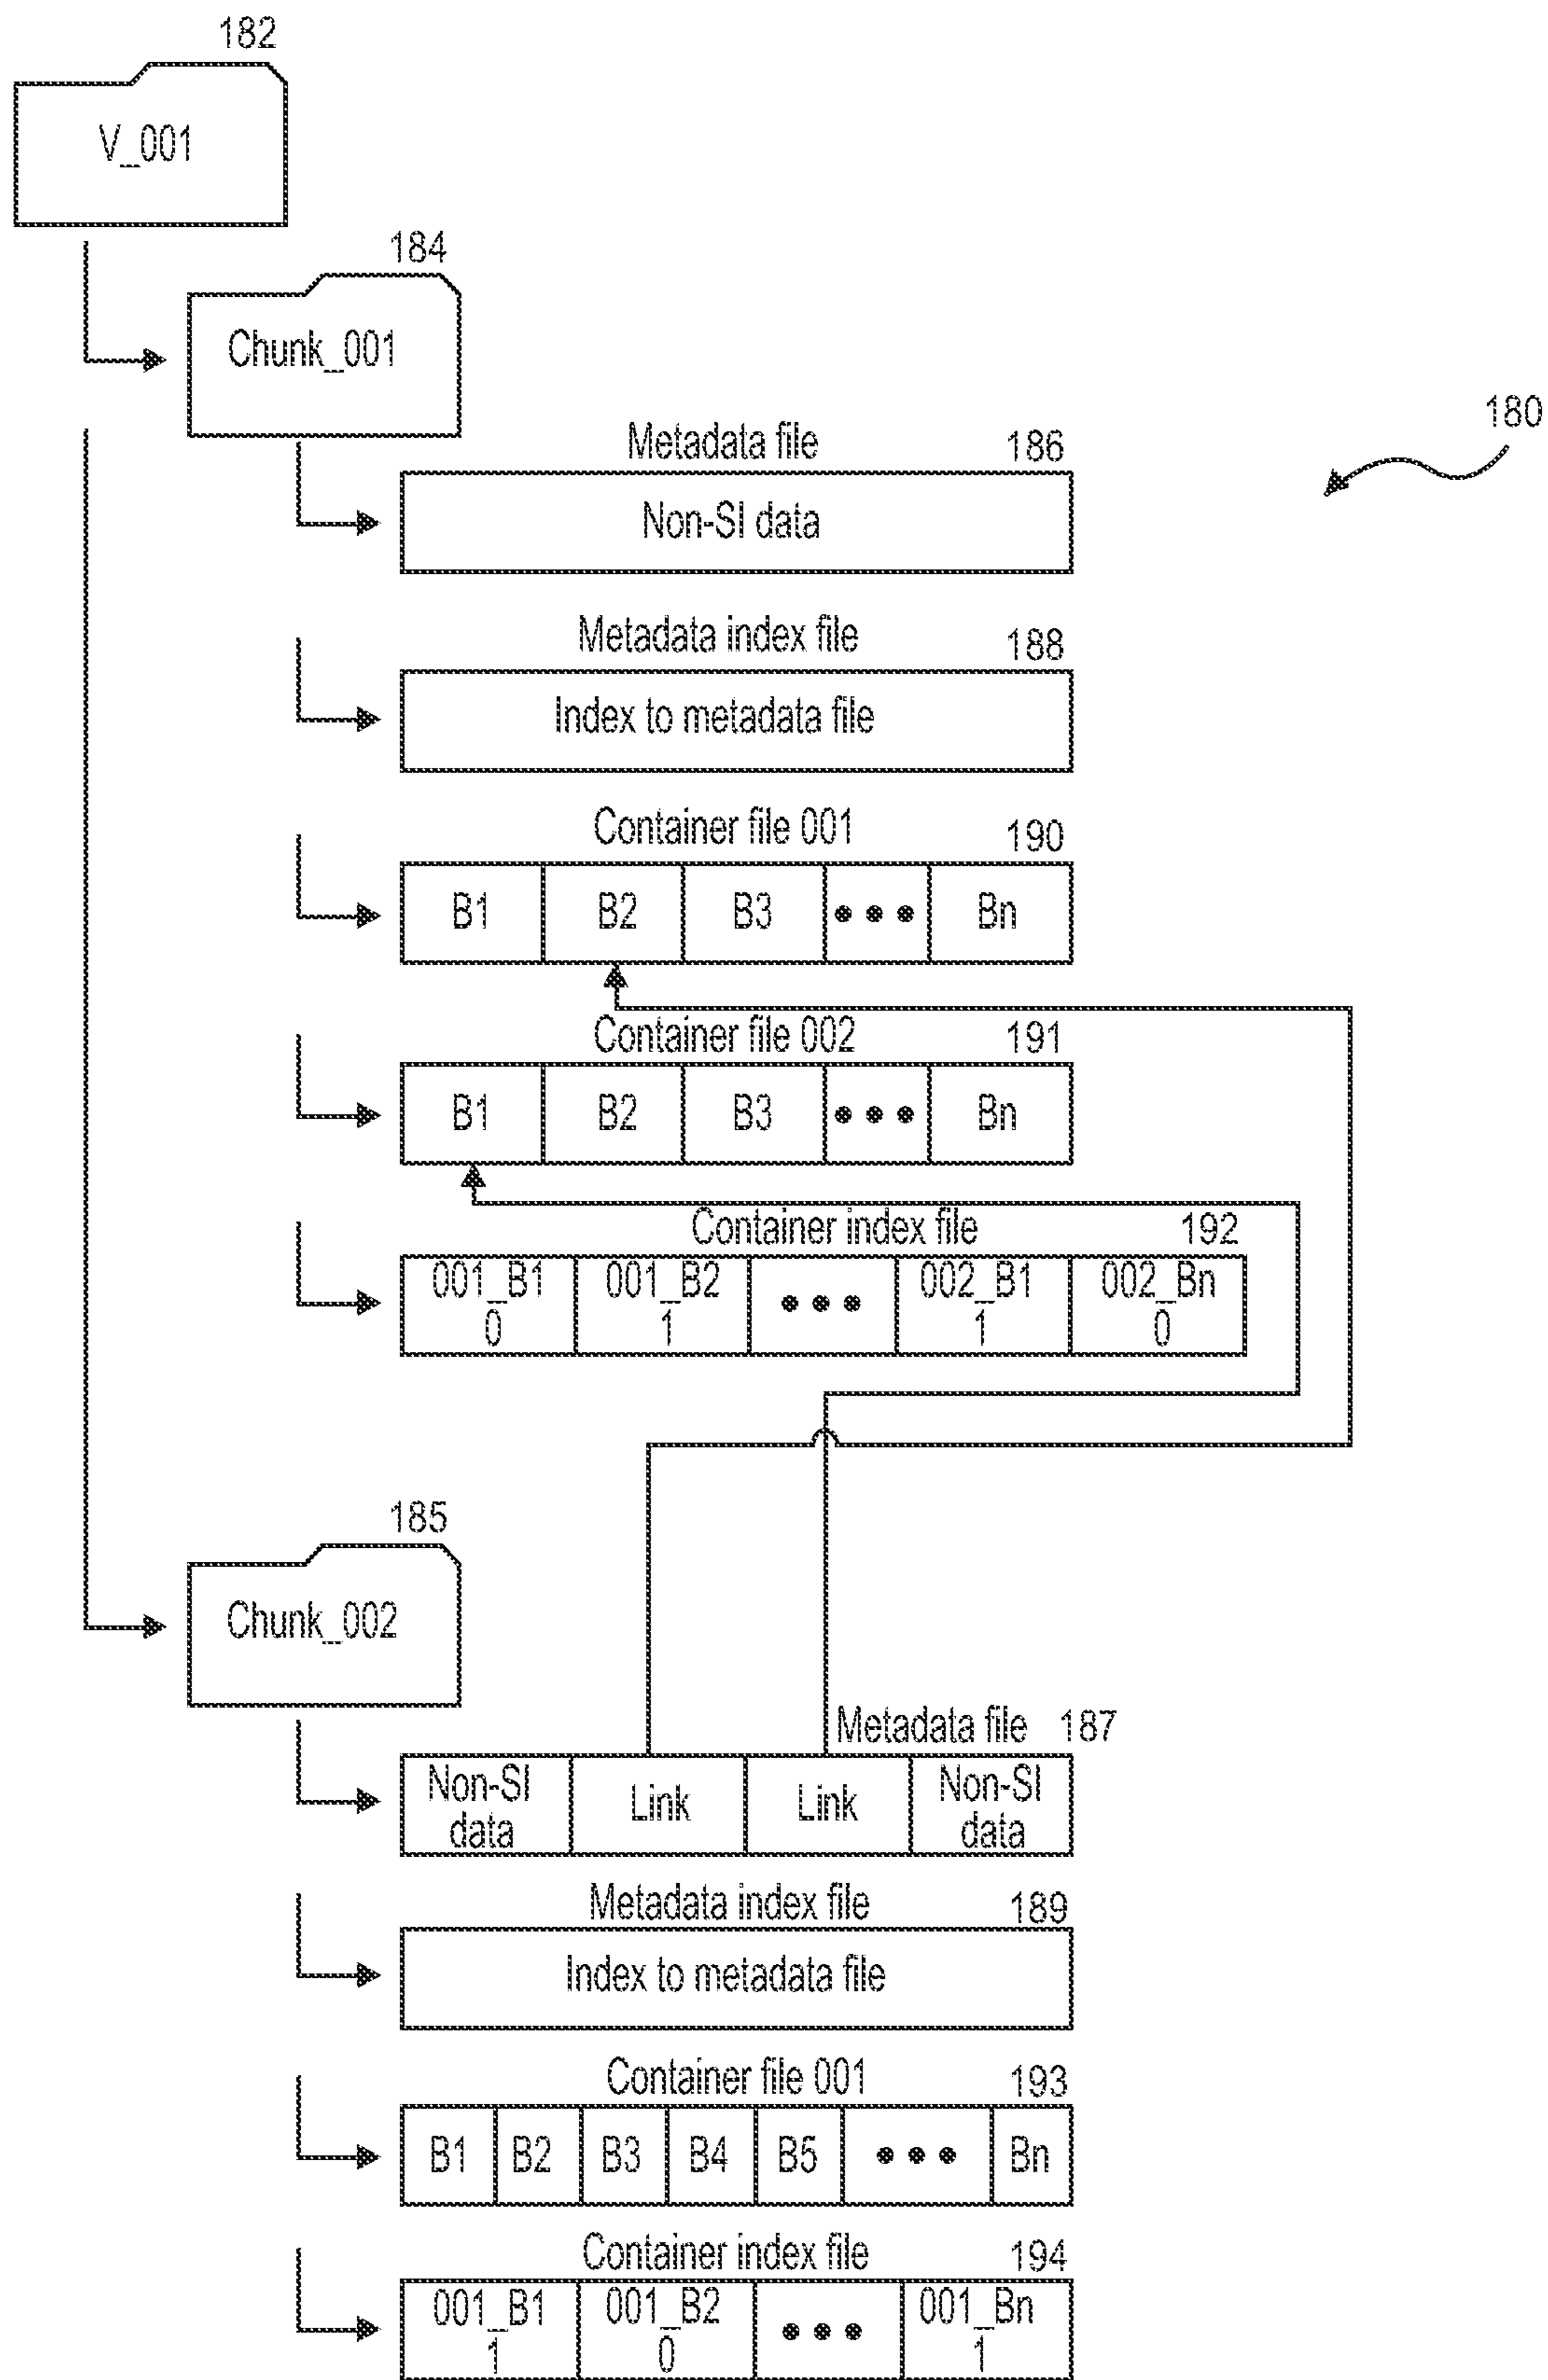 182
V_001
184
Chunk_001
180
Metadata file 186
Non-SI data
Metadata index file 188
Index to metadata file
Container file 001 190
B1 B2 B3 ●●● Bn
Container file 002 191
B1 B2 B3 ●●● Bn
Container index file 192
001_B1 001_B2 ●●● 002_B1 002_Bn
0 1 1 0
185
Chunk_002
Metadata file 187
Non-SI Link Link Non-SI
data data
Metadata index file 189
Index to metadata file
Container file 001 193
B1 B2 B3 B4 B5 ●●● Bn
Container index file 194
001_B1 001_B2 ●●● 001_Bn
1 0 1